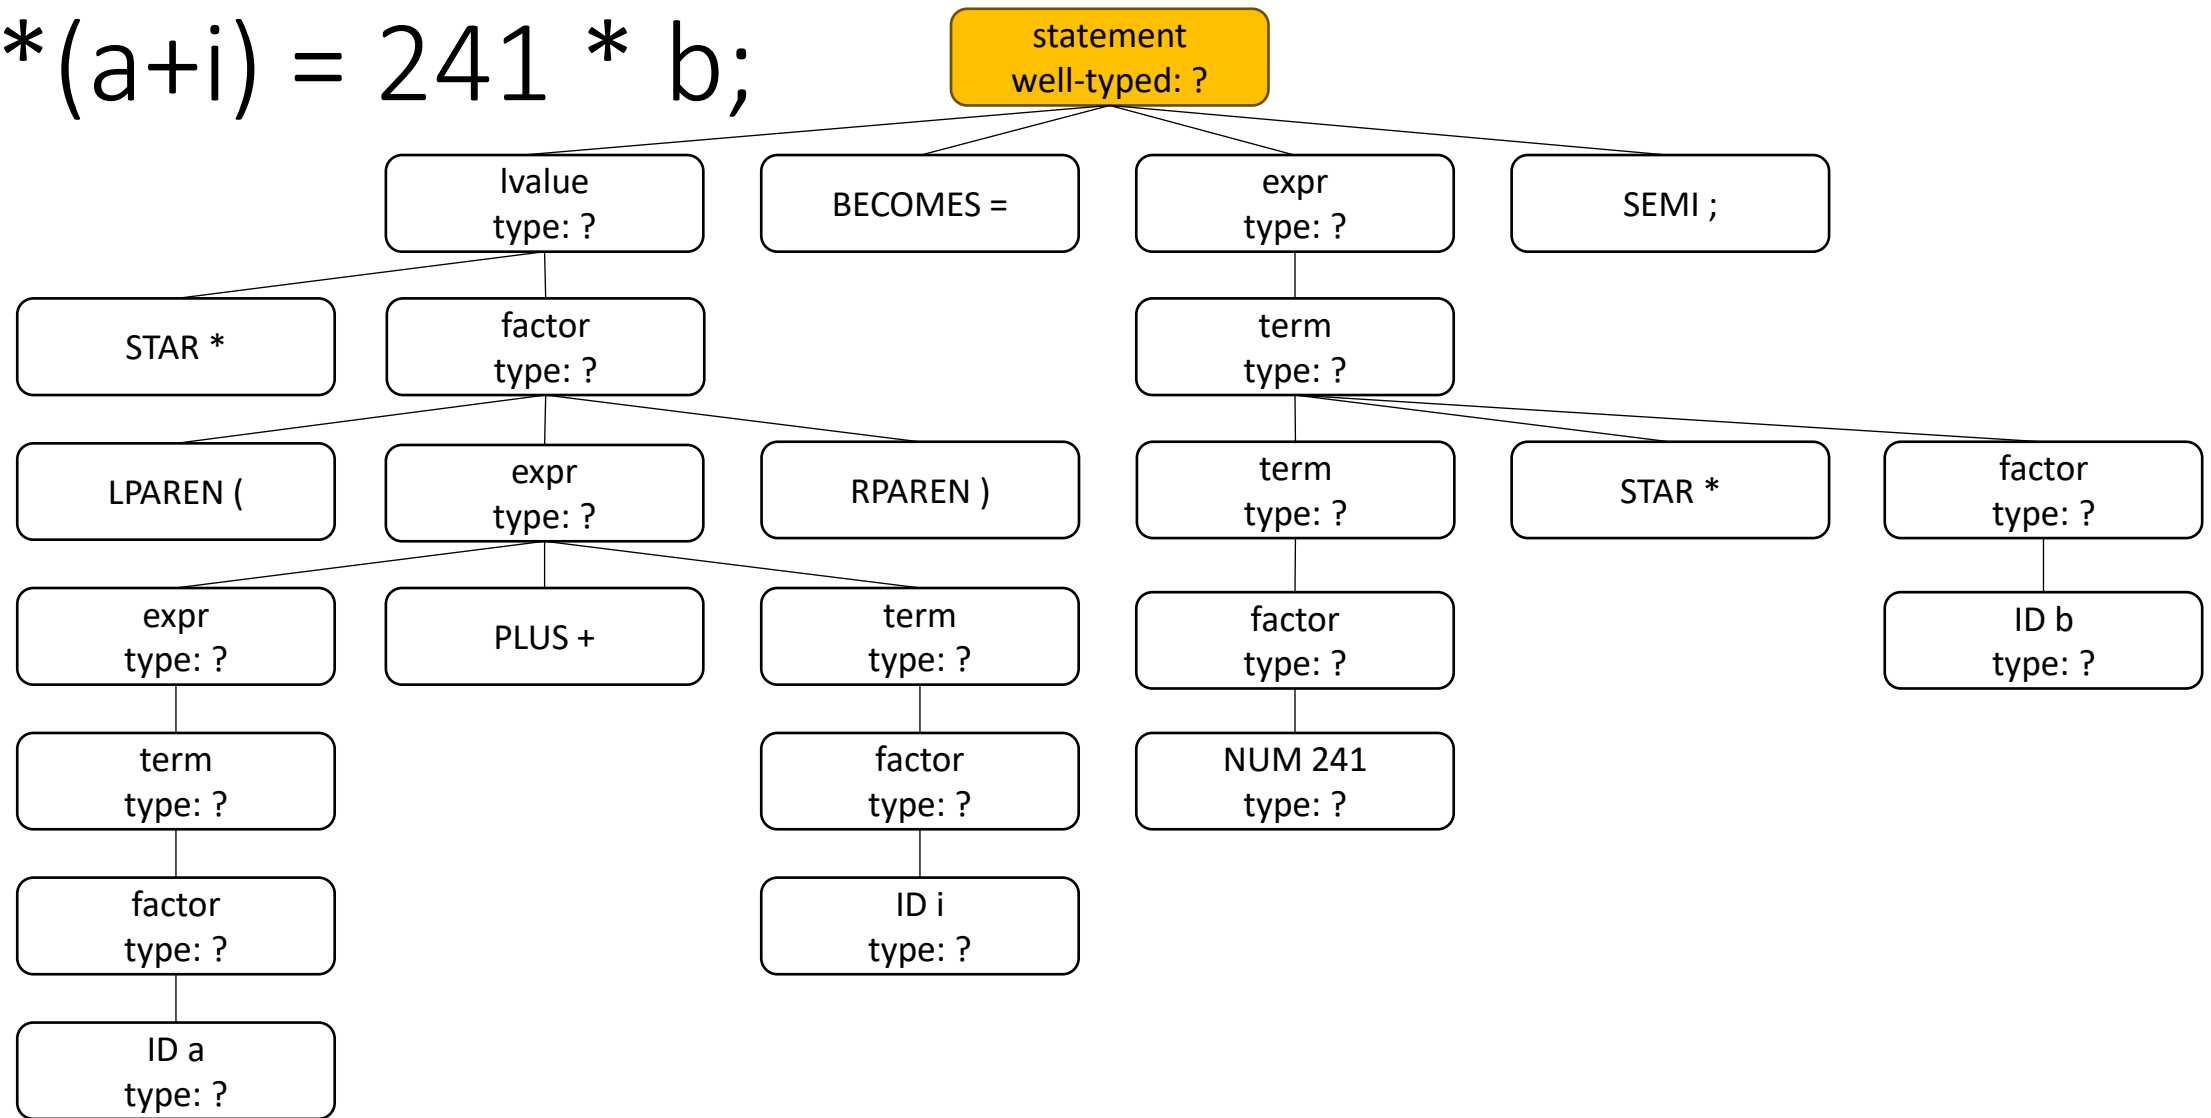 *(a+i) = 241 * b;
statement
well-typed: ?
lvalue
type: ?
BECOMES =
expr
type: ?
SEMI ;
STAR *
factor
type: ?
term
type: ?
LPAREN (
expr
type: ?
RPAREN )
term
type: ?
STAR *
factor
type: ?
expr
type: ?
PLUS +
term
type: ?
factor
type: ?
ID b
type: ?
term
type: ?
factor
type: ?
NUM 241
type: ?
factor
type: ?
ID i
type: ?
ID a
type: ?